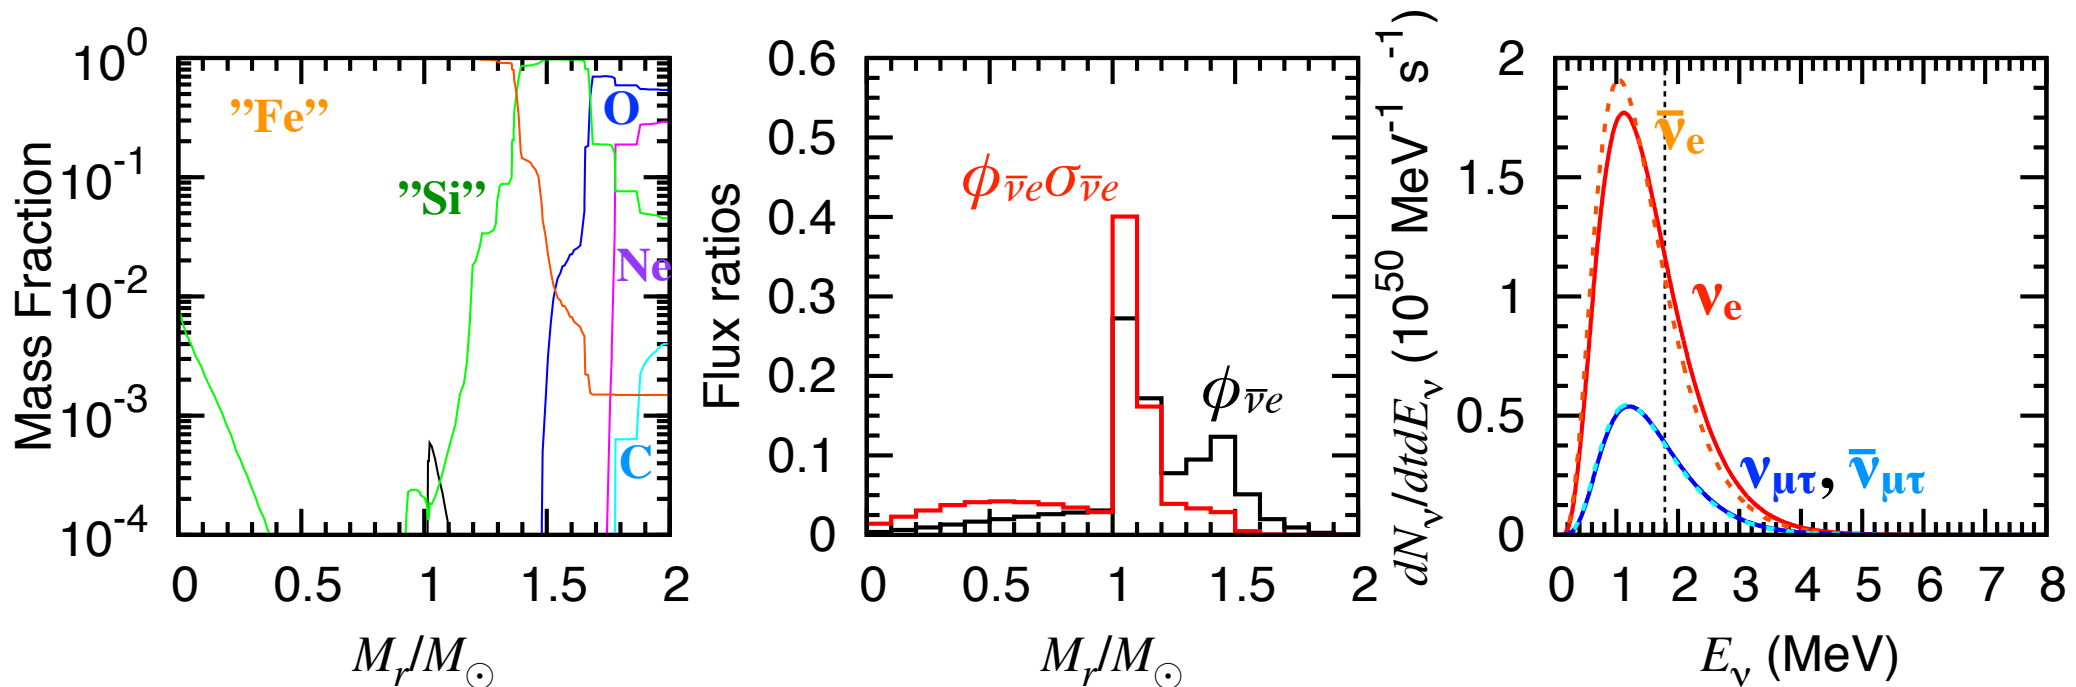 Mass Fraction
10^0
10^-1
10^-2
10^-3
10^-4
”Fe”
”Si”
O
Ne
C
0 0.5 1 1.5 2
M_r/M_⊙
Flux ratios
0.6
0.5
0.4
0.3
0.2
0.1
0
ϕ_ν̅e σ_ν̅e
ϕ_ν̅e
0 0.5 1 1.5 2
M_r/M_⊙
dN_ν/dtdE_ν (10^50 MeV^-1 s^-1)
2
1.5
1
0.5
0
ν̅_e
ν_e
ν_μτ, ν̅_μτ
0 1 2 3 4 5 6 7 8
E_ν (MeV)